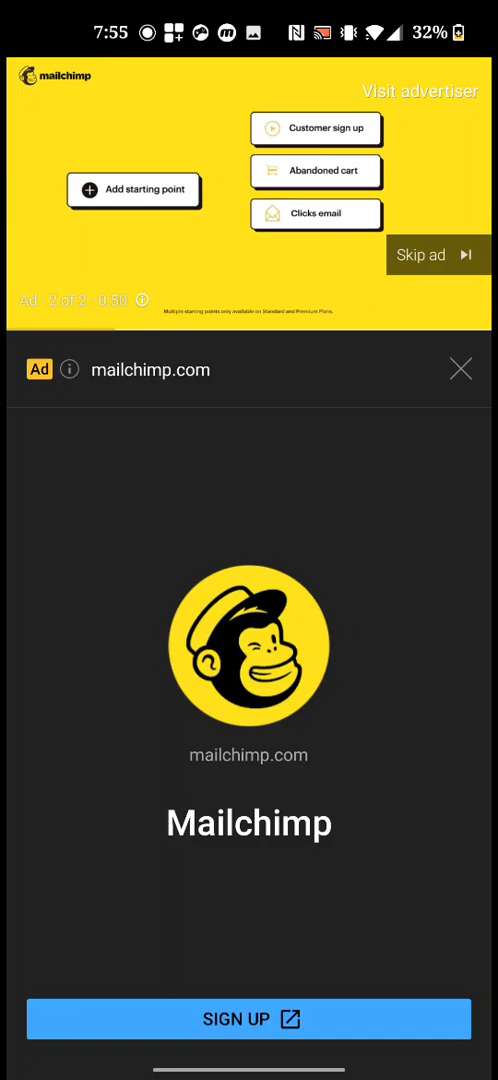 7:55
32%
mailchimp
Visit advertiser
Customer sign up
Add starting point
Abandoned cart
Clicks email
Skip ad
Ad · 2 of 2 · 0:50
Multiple starting points only available on Standard and Premium Plans.
Ad mailchimp.com
mailchimp.com
Mailchimp
SIGN UP